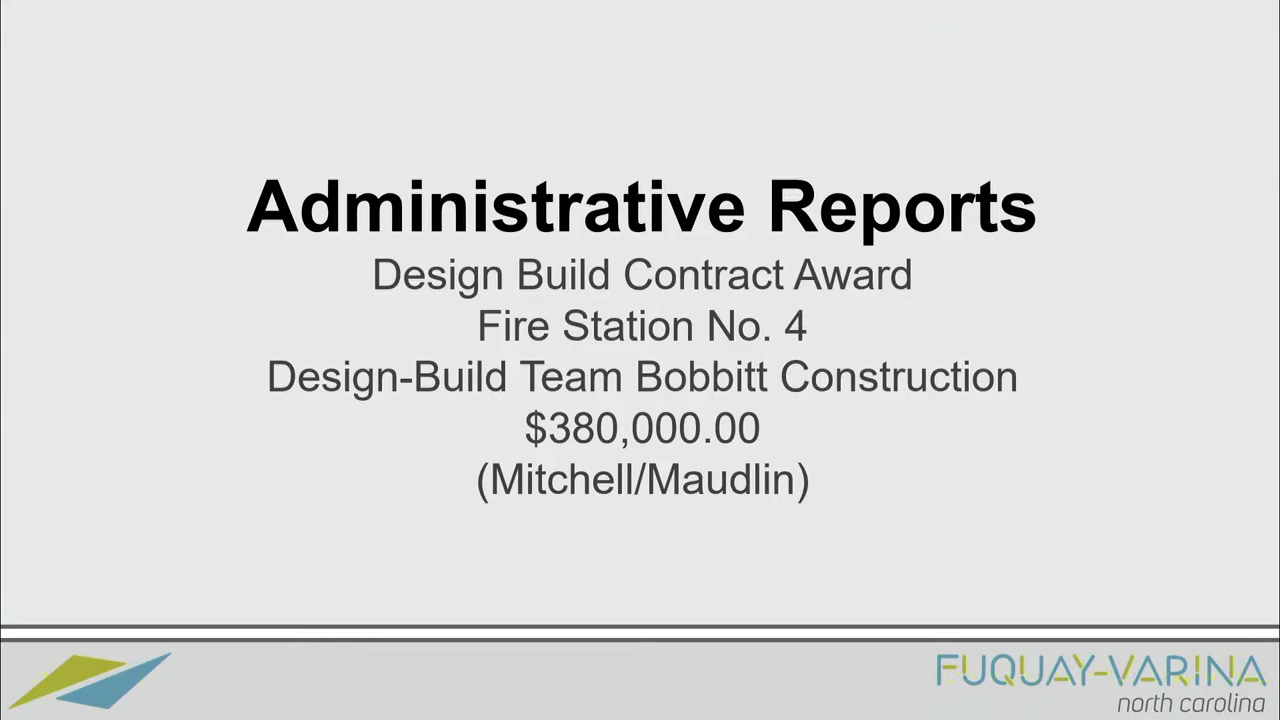 Administrative Reports
Design Build Contract Award
Fire Station No. 4
Design-Build Team Bobbitt Construction
$380,000.00
(Mitchell/Maudlin)
FUQUAY-VARINA
north carolina